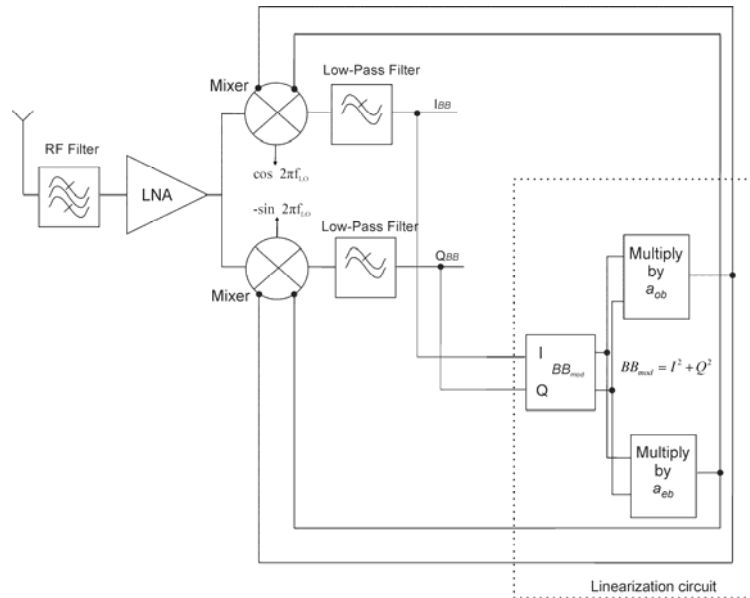 Low-Pass Filter
Mixer
I_BB
RF Filter
cos 2πf_LO
LNA
-sin 2πf_LO
Low-Pass Filter
Q_BB
Mixer
Multiply
by
a_ob
I
BB_mod
Q
BB_mod = I² + Q²
Multiply
by
a_eb
Linearization circuit